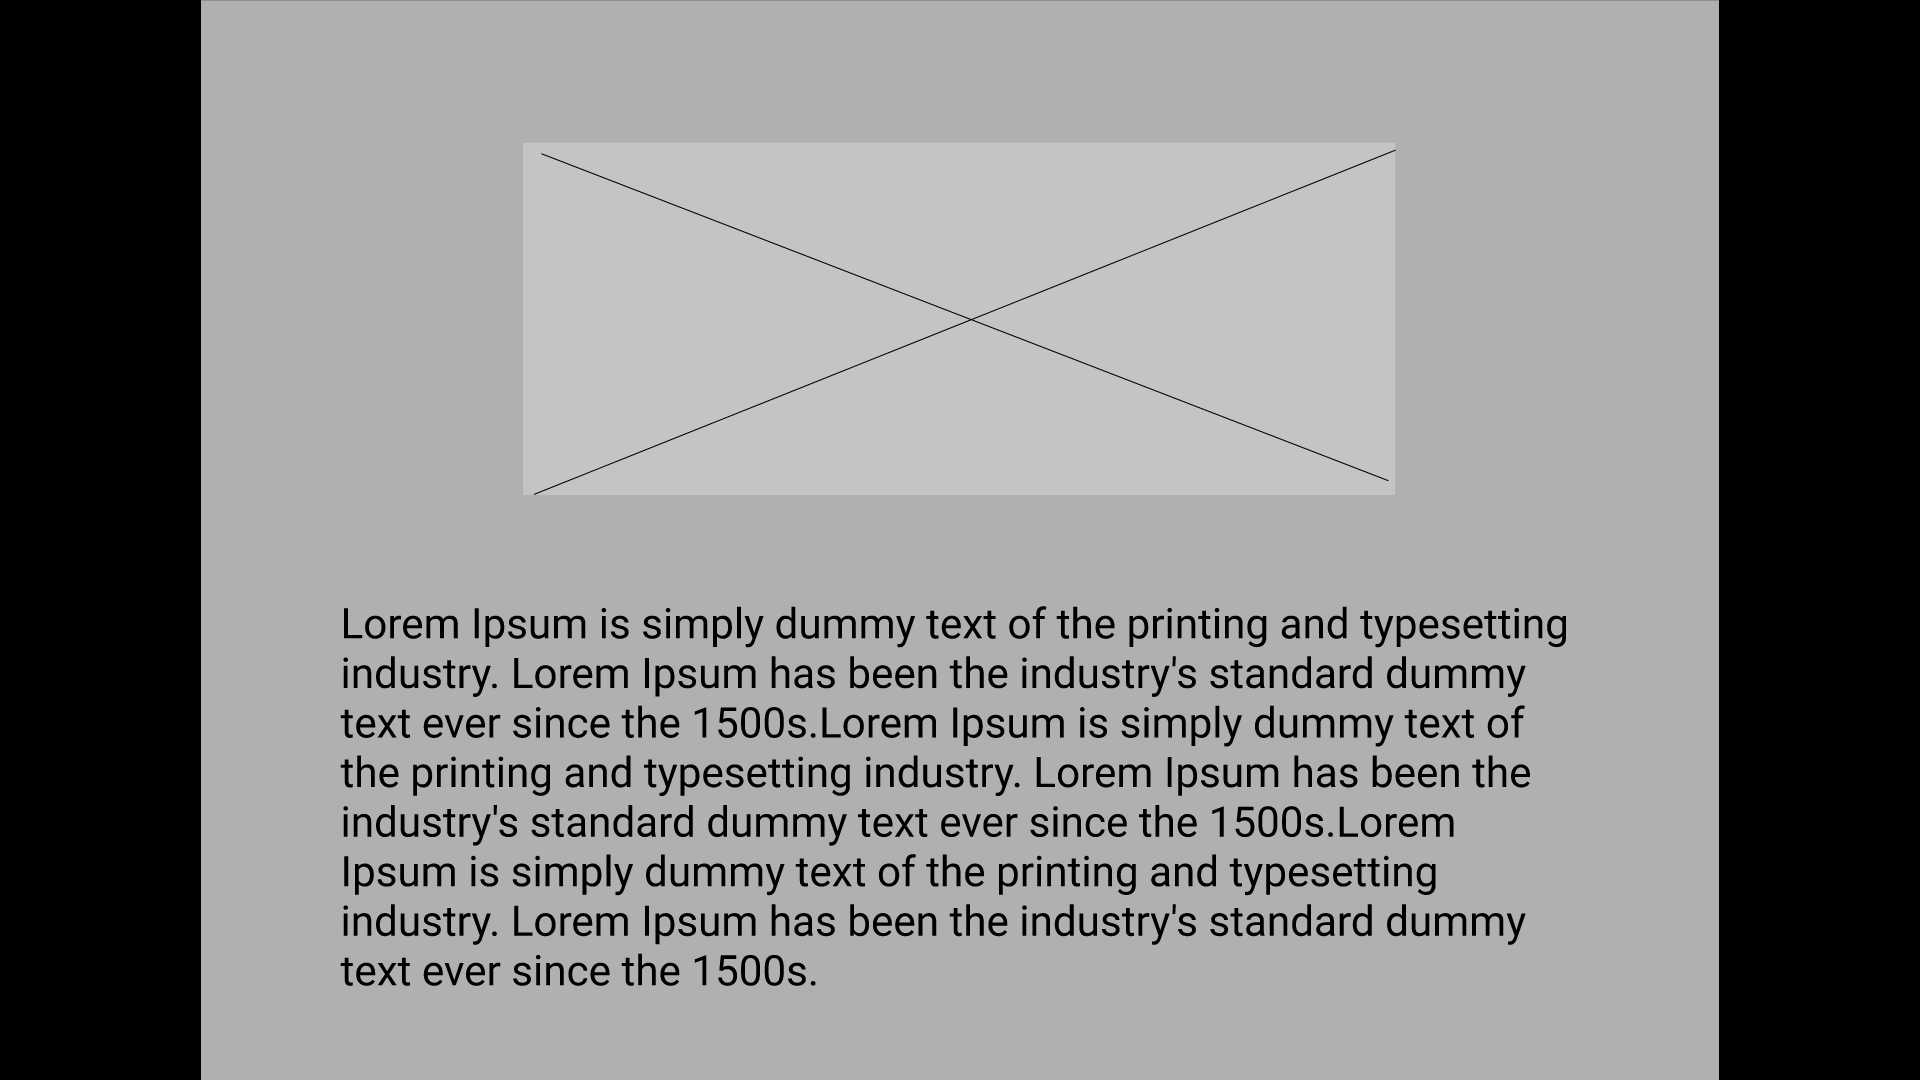 Lorem Ipsum is simply dummy text of the printing and typesetting
industry. Lorem Ipsum has been the industry's standard dummy
text ever since the 1500s.Lorem Ipsum is simply dummy text of
the printing and typesetting industry. Lorem Ipsum has been the
industry's standard dummy text ever since the 1500s.Lorem
Ipsum is simply dummy text of the printing and typesetting
industry. Lorem Ipsum has been the industry's standard dummy
text ever since the 1500s.